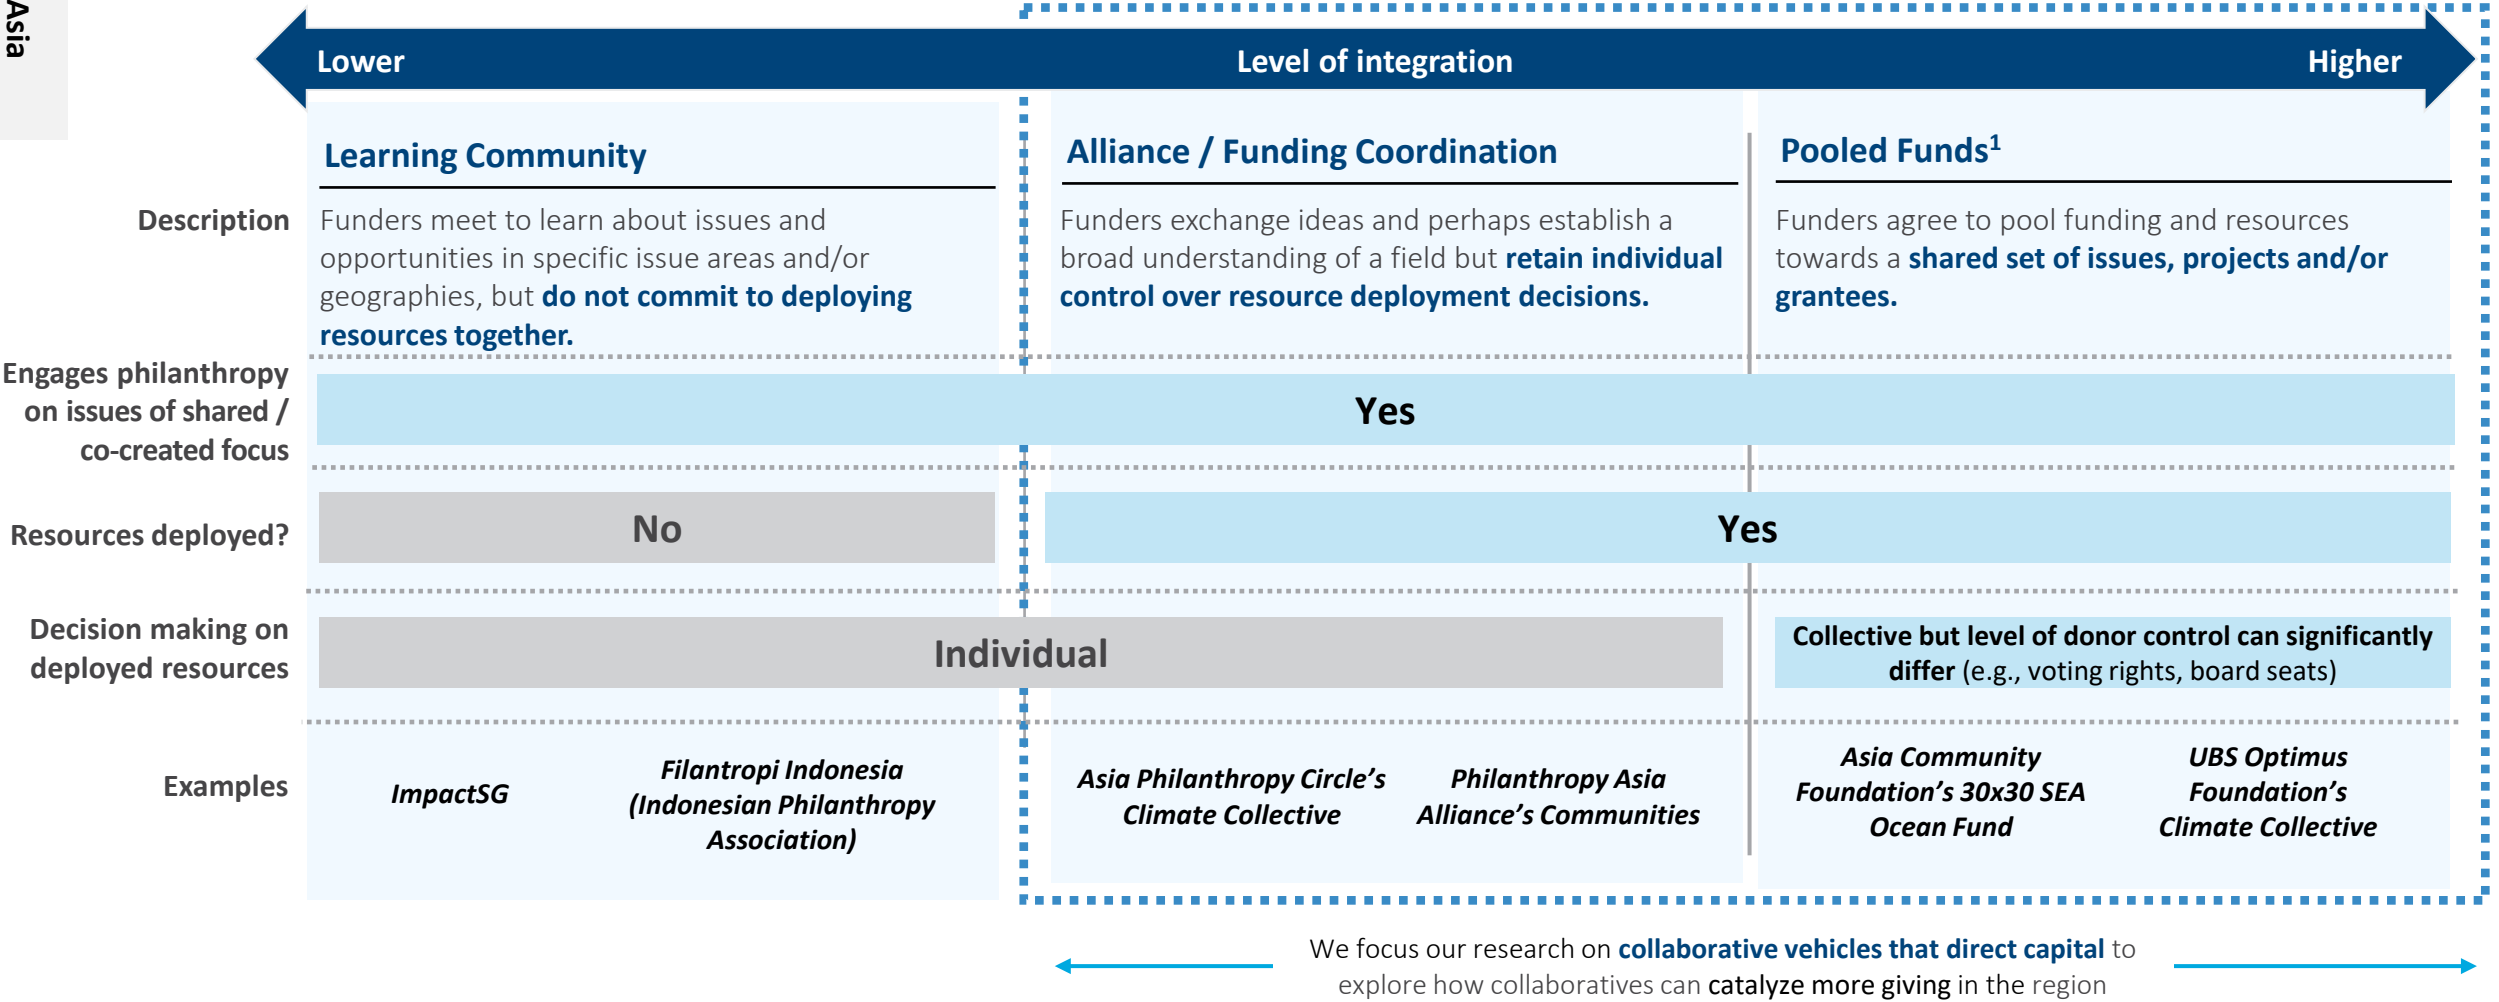 Asia
Lower
Level of integration
Higher
Learning Community
Alliance / Funding Coordination
Pooled Funds1
Description
Funders meet to learn about issues and
opportunities in specific issue areas and/or
geographies, but do not commit to deploying
resources together.
Funders exchange ideas and perhaps establish a
broad understanding of a field but retain individual
control over resource deployment decisions.
Funders agree to pool funding and resources
towards a shared set of issues, projects and/or
grantees.
Engages philanthropy
on issues of shared /
co-created focus
Yes
Resources deployed?
No
Yes
Decision making on
deployed resources
Individual
Collective but level of donor control can significantly
differ (e.g., voting rights, board seats)
Examples
ImpactSG
Filantropi Indonesia
(Indonesian Philanthropy
Association)
Asia Philanthropy Circle’s
Climate Collective
Philanthropy Asia
Alliance’s Communities
Asia Community
Foundation’s 30x30 SEA
Ocean Fund
UBS Optimus
Foundation’s
Climate Collective
We focus our research on collaborative vehicles that direct capital to
explore how collaboratives can catalyze more giving in the region